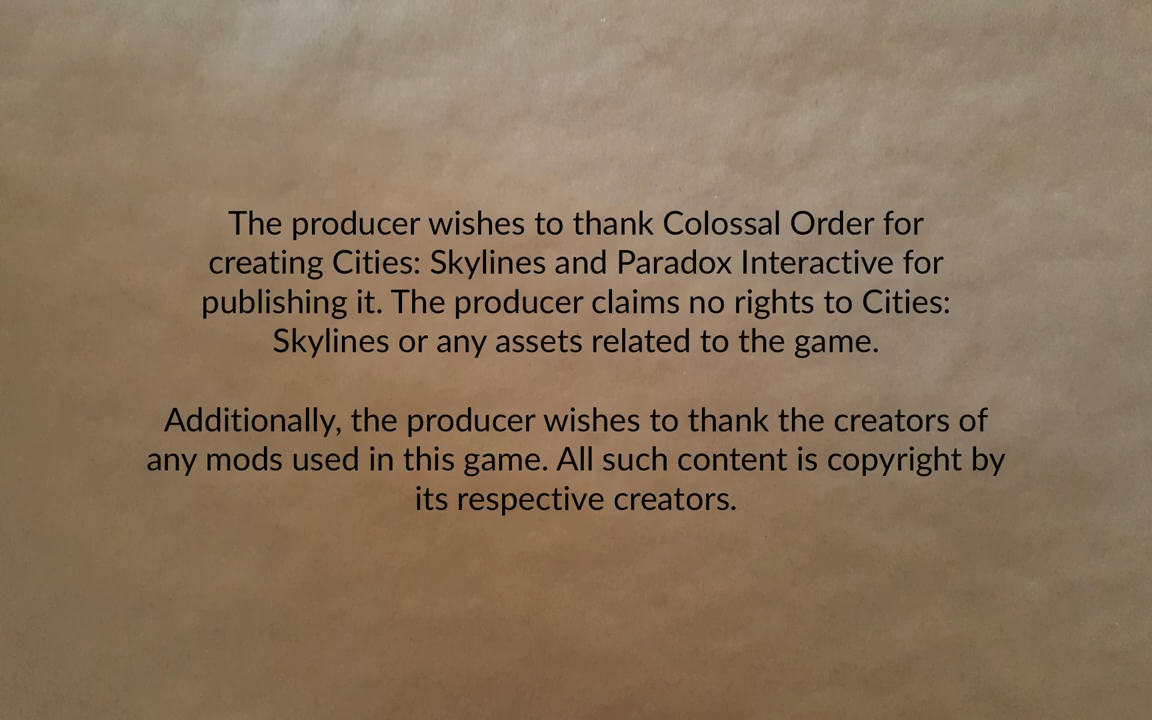 The producer wishes to thank Colossal Order for
creating Cities: Skylines and Paradox Interactive for
publishing it. The producer claims no rights to Cities:
Skylines or any assets related to the game.
Additionally, the producer wishes to thank the creators of
any mods used in this game. All such content is copyright by
its respective creators.